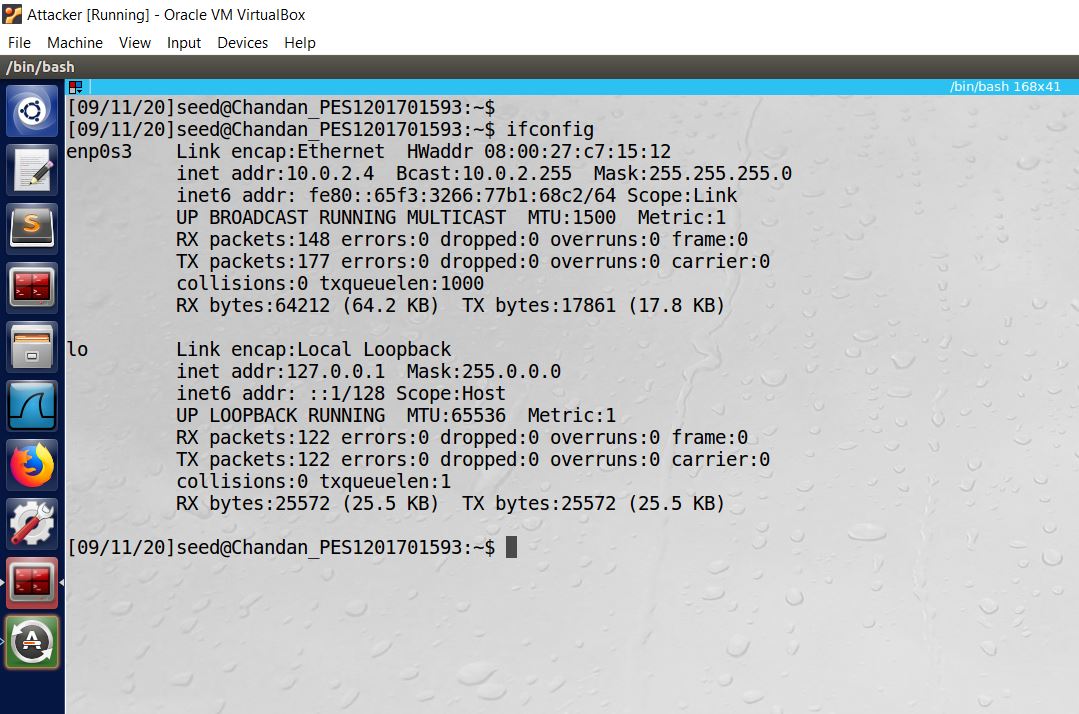 Attacker [Running] - Oracle VM VirtualBox
File Machine View Input Devices Help
/bin/bash
/bin/bash 168x41
[09/11/20]seed@Chandan_PES1201701593:~$
[09/11/20]seed@Chandan_PES1201701593:~$ ifconfig
enp0s3    Link encap:Ethernet  HWaddr 08:00:27:c7:15:12
          inet addr:10.0.2.4  Bcast:10.0.2.255  Mask:255.255.255.0
          inet6 addr: fe80::65f3:3266:77b1:68c2/64 Scope:Link
          UP BROADCAST RUNNING MULTICAST  MTU:1500  Metric:1
          RX packets:148 errors:0 dropped:0 overruns:0 frame:0
          TX packets:177 errors:0 dropped:0 overruns:0 carrier:0
          collisions:0 txqueuelen:1000
          RX bytes:64212 (64.2 KB)  TX bytes:17861 (17.8 KB)
lo        Link encap:Local Loopback
          inet addr:127.0.0.1  Mask:255.0.0.0
          inet6 addr: ::1/128 Scope:Host
          UP LOOPBACK RUNNING  MTU:65536  Metric:1
          RX packets:122 errors:0 dropped:0 overruns:0 frame:0
          TX packets:122 errors:0 dropped:0 overruns:0 carrier:0
          collisions:0 txqueuelen:1
          RX bytes:25572 (25.5 KB)  TX bytes:25572 (25.5 KB)
[09/11/20]seed@Chandan_PES1201701593:~$